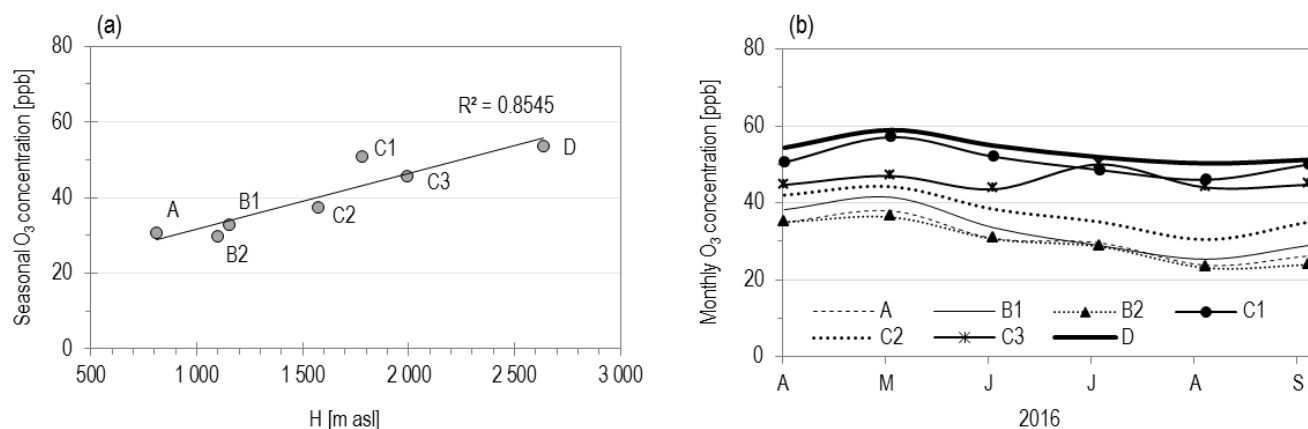 (a)
Seasonal O₃ concentration [ppb]
80
60
40
20
0
R² = 0.8545
A
B1
B2
C1
C2
C3
D
500
1 000
1 500
2 000
2 500
3 000
H [m asl]
(b)
Monthly O₃ concentration [ppb]
80
60
40
20
0
A
B1
B2
C1
C2
C3
D
A
M
J
J
A
S
2016